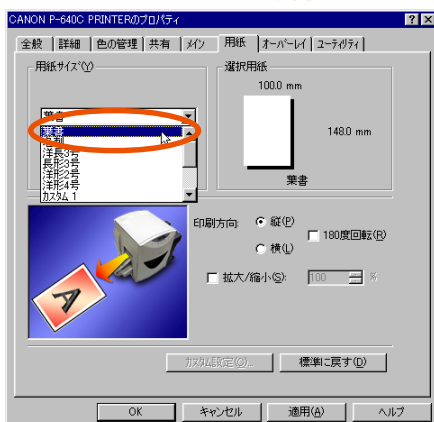 CANON P-640C PRINTERのプロパティ
全般 詳細 色の管理 共有 メイン 用紙 オーバーレイ ユーティリティ
用紙サイズ(Y)
選択用紙
100.0 mm
葉書
148.0 mm
葉書
洋長3号
長形3号
洋形2号
洋形4号
カスタム 1
葉書
印刷方向:
縦(P)
横(L)
180度回転(R)
拡大/縮小(S):
100
%
カスタム設定(O)...
標準に戻す(D)
OK
キャンセル
適用(A)
ヘルプ